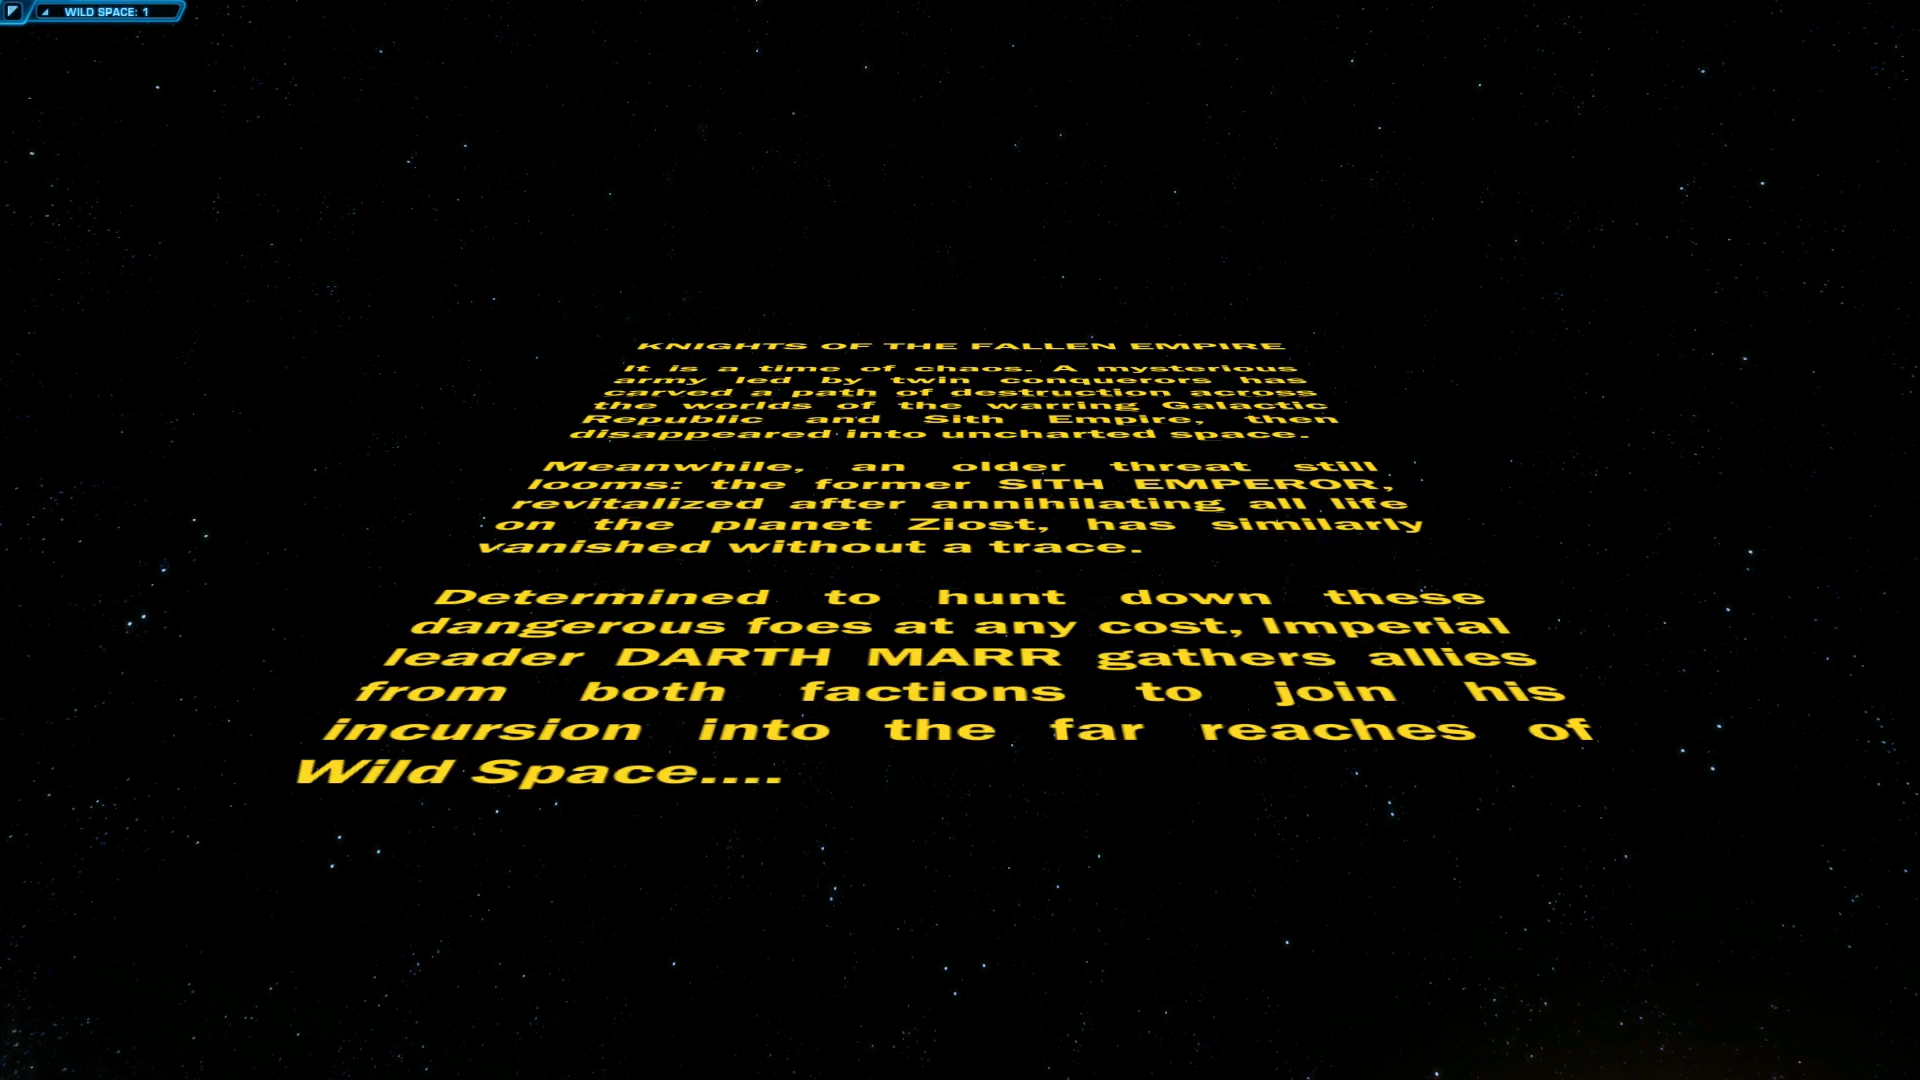 WILD SPACE: 1
KNIGHTS OF THE FALLEN EMPIRE
It is a time of chaos. A mysterious
army led by twin conquerors has
carved a path of destruction across
the worlds of the warring Galactic
Republic and Sith Empire, then
disappeared into uncharted space.
Meanwhile, an older threat still
looms: the former SITH EMPEROR,
revitalized after annihilating all life
on the planet Ziost, has similarly
vanished without a trace.
Determined to hunt down these
dangerous foes at any cost, Imperial
leader DARTH MARR gathers allies
from both factions to join his
incursion into the far reaches of
Wild Space....